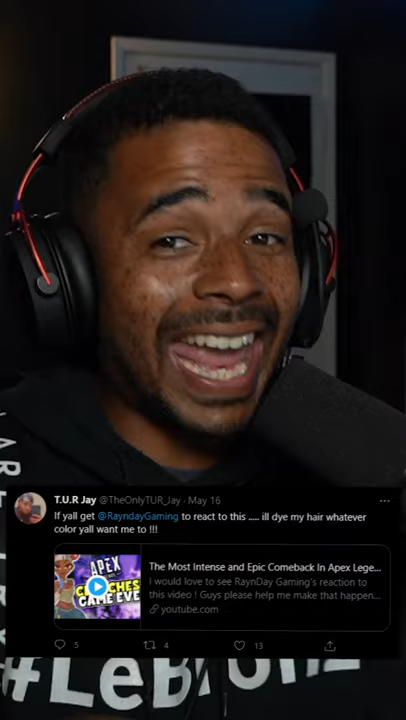 T.U.R Jay @TheOnlyTUR_Jay · May 16
If yall get @RayndayGaming to react to this ..... ill dye my hair whatever
color yall want me to !!!
APEX
GAME EVE
The Most Intense and Epic Comeback In Apex Lege...
I would love to see RaynDay Gaming's reaction to
this video ! Guys please help me make that happen...
youtube.com
5 4 13
#LeBronz